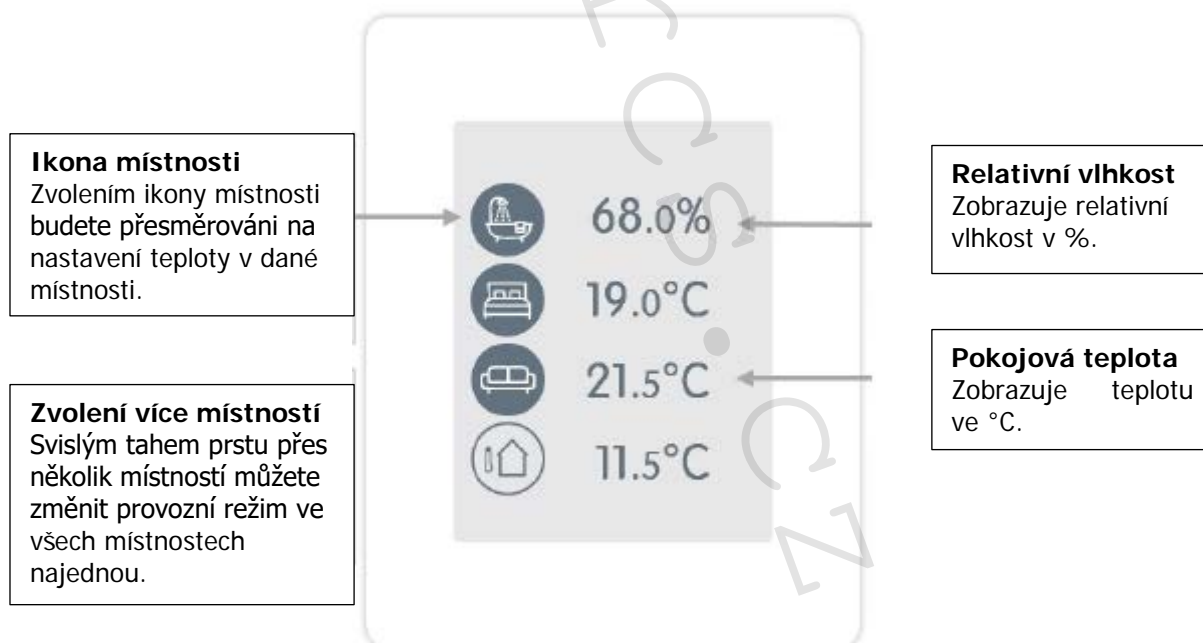 Ikona místnosti
Zvolením ikony místnosti
budete přesměrováni na
nastavení teploty v dané
místnosti.
Zvolení více místností
Svislým tahem prstu přes
několik místností můžete
změnit provozní režim ve
všech místnostech
najednou.
68.0%
19.0°C
21.5°C
11.5°C
Relativní vlhkost
Zobrazuje relativní
vlhkost v %.
Pokojová teplota
Zobrazuje teplotu
ve °C.
CS.CZ